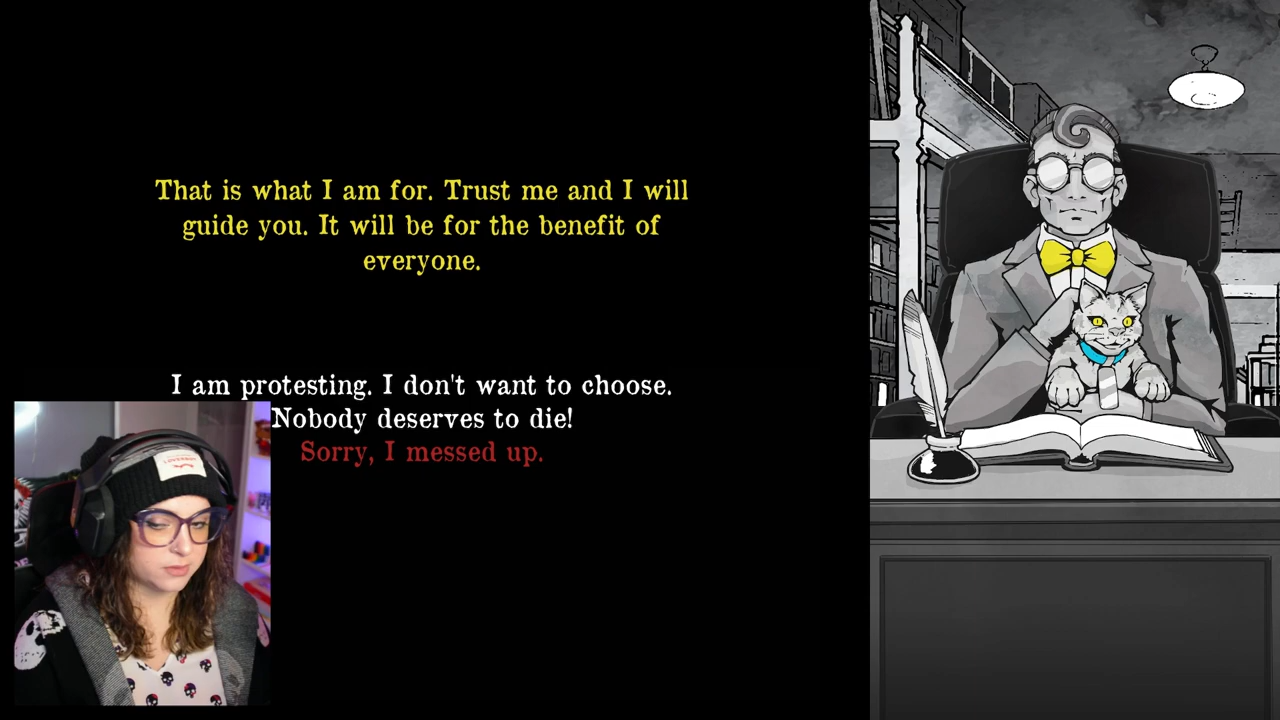 That is what I am for. Trust me and I will
guide you. It will be for the benefit of
everyone.
I am protesting. I don't want to choose.
Nobody deserves to die!
Sorry, I messed up.